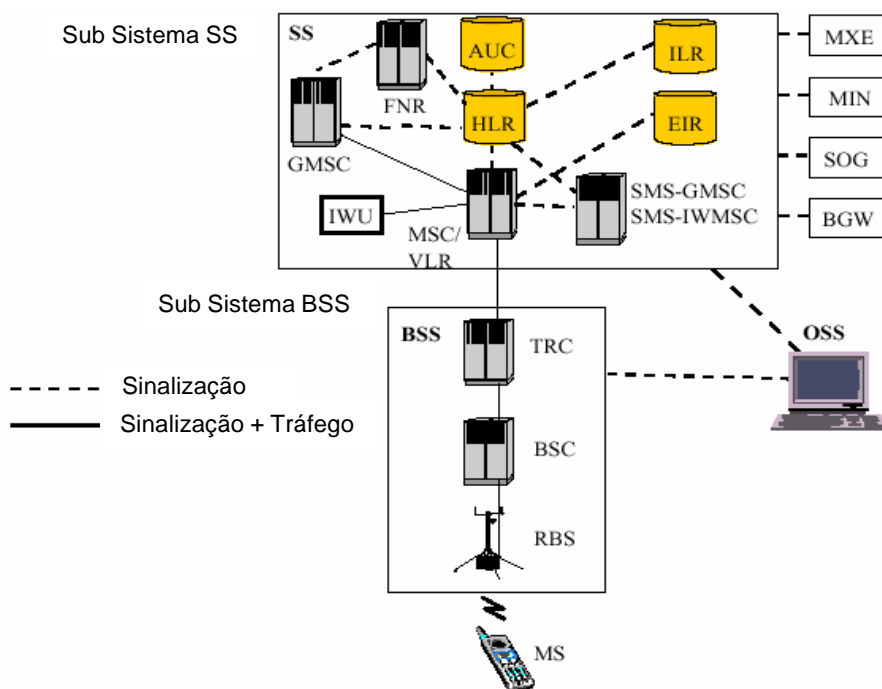 Sub Sistema SS
SS
AUC
ILR
MXE
FNR
HLR
EIR
MIN
GMSC
SOG
SMS-GMSC
SMS-IWMSC
IWU
MSC/
VLR
BGW
Sub Sistema BSS
BSS
TRC
OSS
Sinalização
Sinalização + Tráfego
BSC
RBS
MS